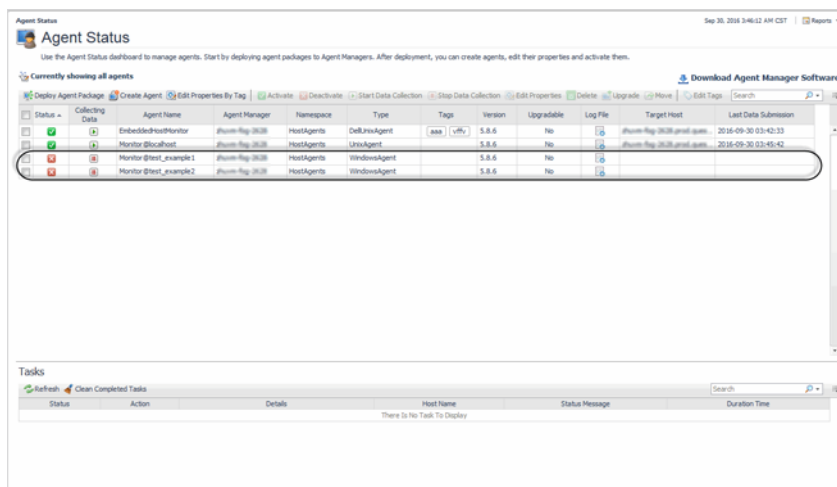 Agent Status
Sep 30, 2016 3:46:12 AM CST Reports
Agent Status
Use the Agent Status dashboard to manage agents. Start by deploying agent packages to Agent Managers. After deployment, you can create agents, edit their properties and activate them.
Currently showing all agents
Download Agent Manager Software
Deploy Agent Package Create Agent Edit Properties By Tag Activate Deactivate Start Data Collection Stop Data Collection Edit Properties Delete Upgrade Move Edit Tags Search
Status Collecting Data Agent Name Agent Manager Namespace Type Tags Version Upgradable Log File Target Host Last Data Submission
EmbeddedHostMonitor HostAgents DellUnixAgent aaa vffv 5.8.6 No 2016-09-30 03:42:33
Monitor@localhost HostAgents UnixAgent 5.8.6 No 2016-09-30 03:45:42
Monitor@test_example1 HostAgents WindowsAgent 5.8.6 No
Monitor@test_example2 HostAgents WindowsAgent 5.8.6 No
Tasks
Refresh Clean Completed Tasks Search
Status Action Details Host Name Status Message Duration Time
There Is No Task To Display